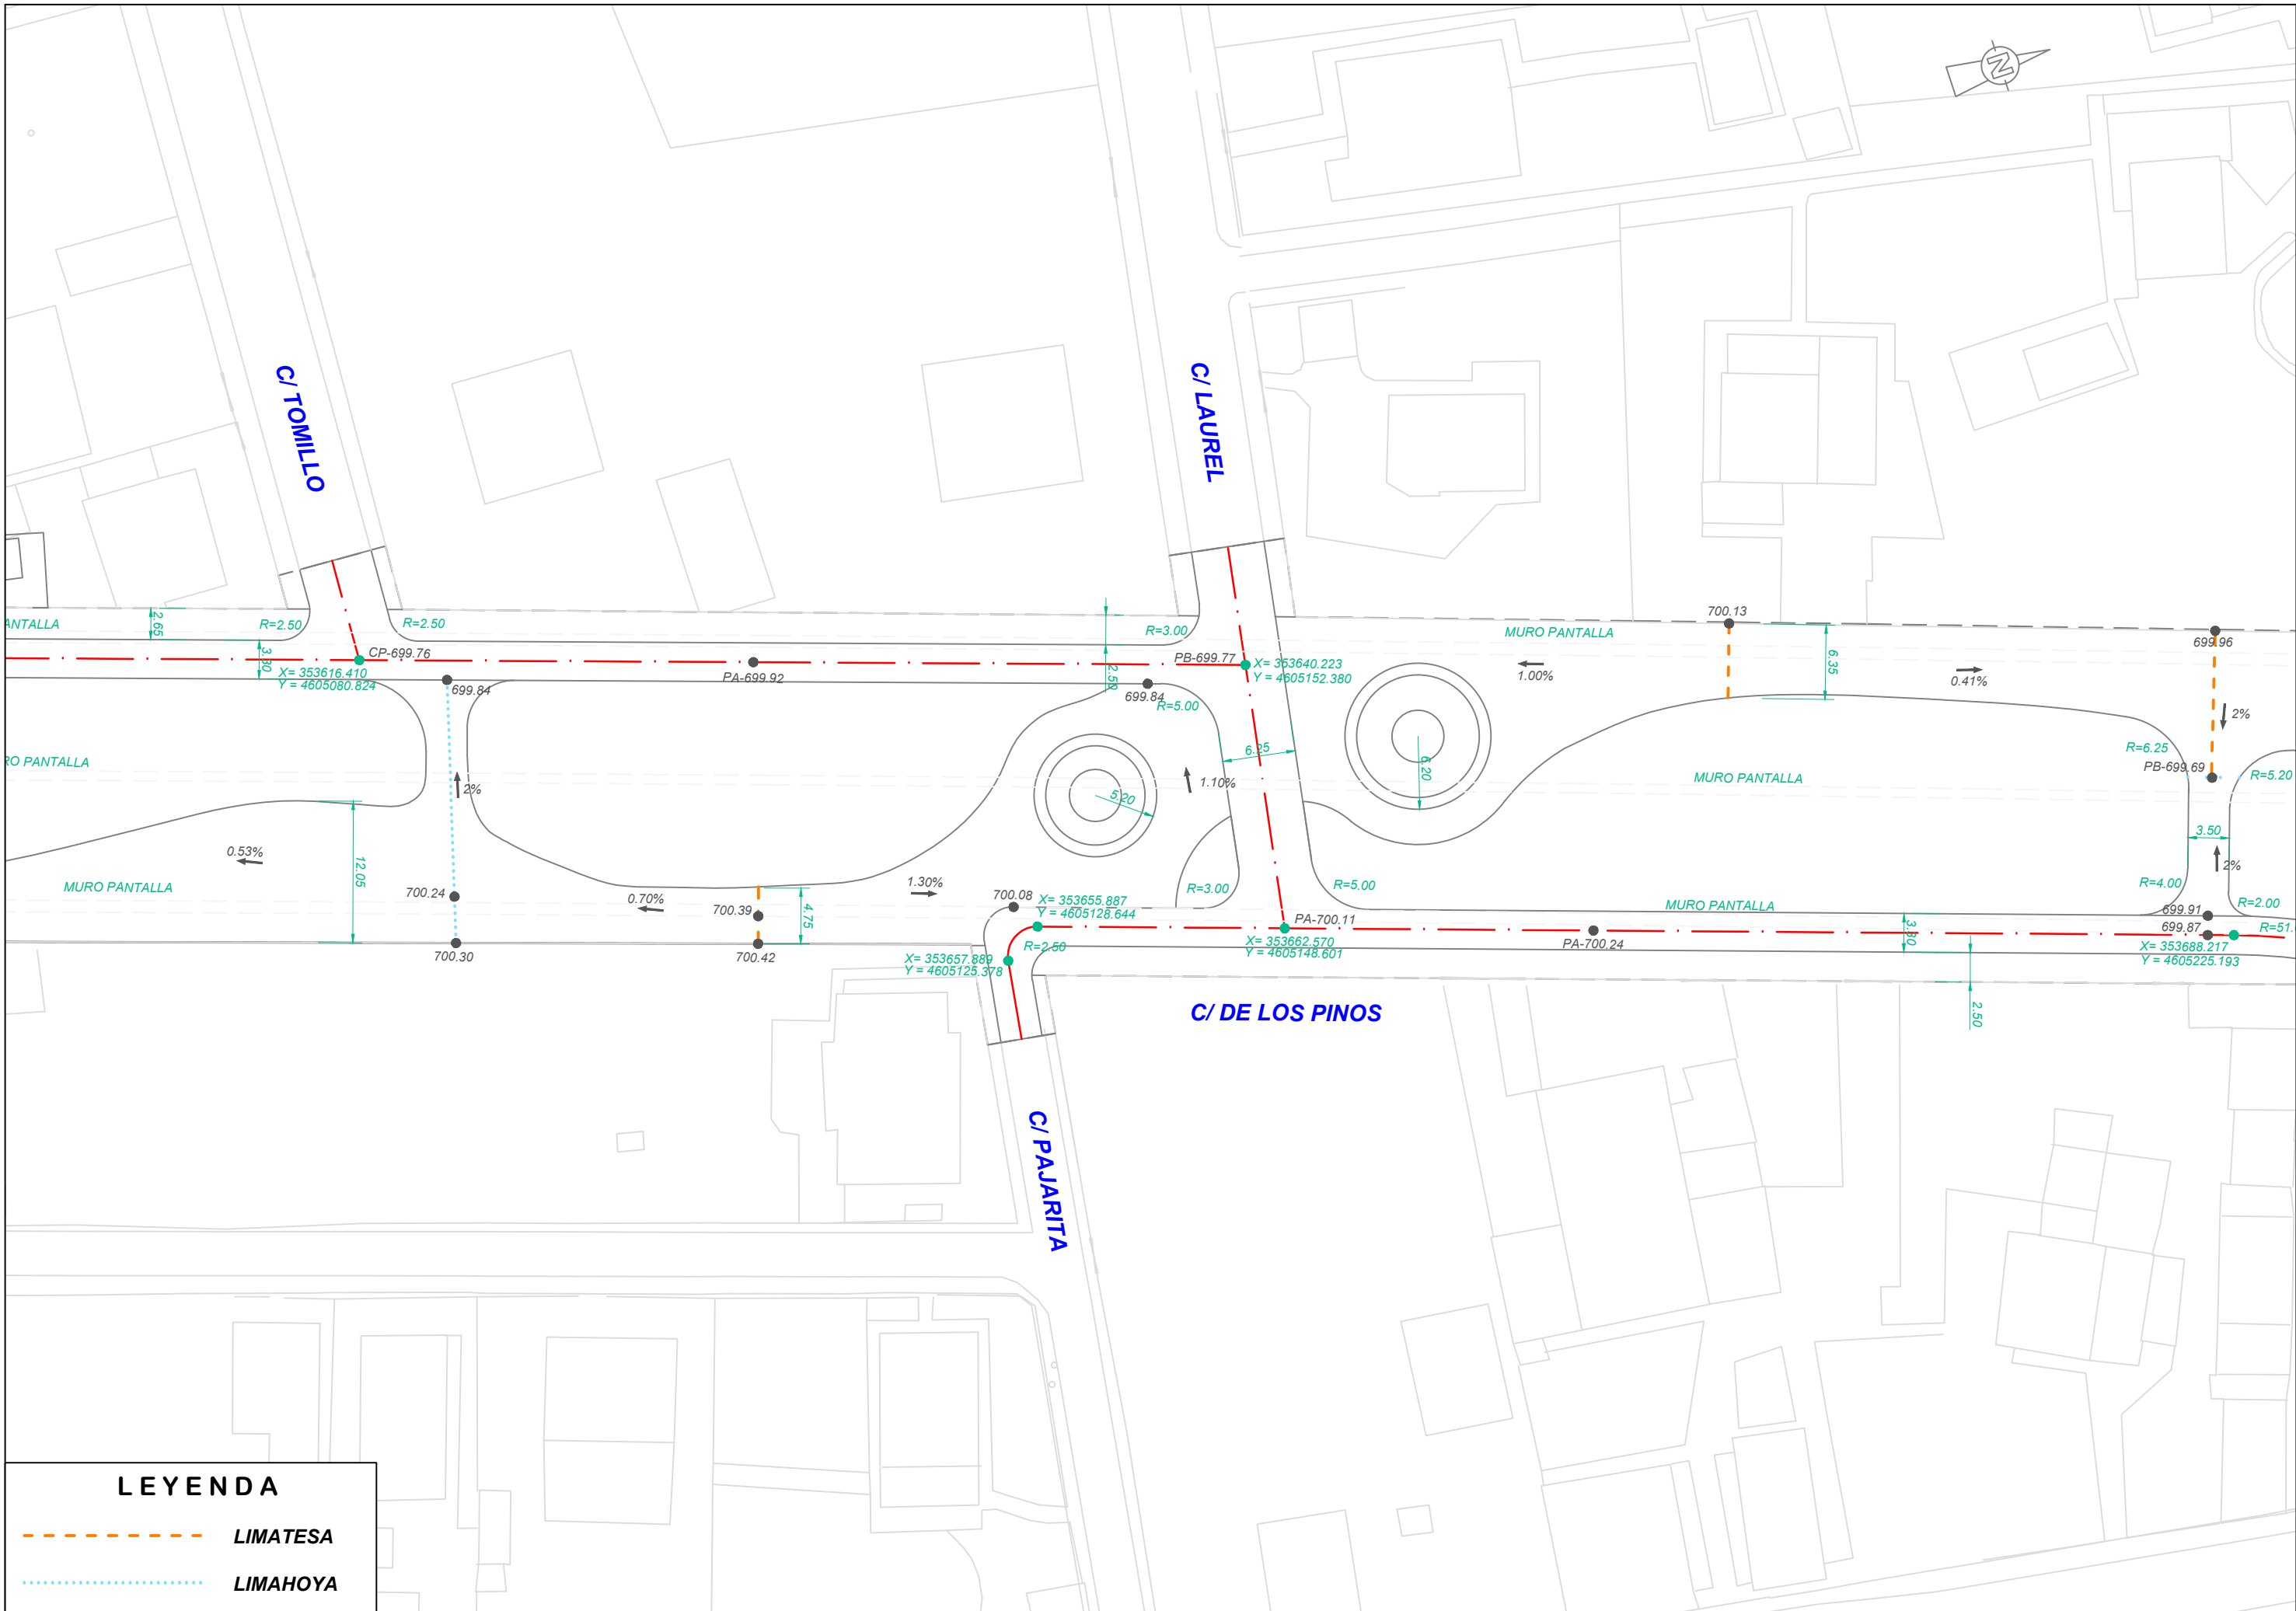 N
C/ TOMILLO
C/ LAUREL
700.13
699.96
2.65
R=2.50
R=2.50
R=3.00
MURO PANTALLA
ANTALLA
3.30
CP-699.76
PB-699.77
X= 353640.223
Y = 4605152.380
1.00%
6.35
0.41%
X= 353616.410
Y = 4605080.824
699.84
PA-699.92
2.50
699.84
R=5.00
2%
R=6.25
6.25
6.20
RO PANTALLA
MURO PANTALLA
PB-699.69
R=5.20
2%
1.10%
5.20
3.50
0.53%
12.05
2%
MURO PANTALLA
700.24
0.70%
1.30%
R=3.00
R=5.00
R=4.00
700.39
4.75
700.08
X= 353655.887
Y = 4605128.644
MURO PANTALLA
R=2.00
699.91
PA-700.11
3.30
R=51.
699.87
700.30
700.42
X= 353657.889
Y = 4605125.378
R=2.50
X= 353662.570
Y = 4605148.601
PA-700.24
X= 353688.217
Y = 4605225.193
C/ DE LOS PINOS
2.50
C/ PAJARITA
LEYENDA
LIMATESA
LIMAHOYA